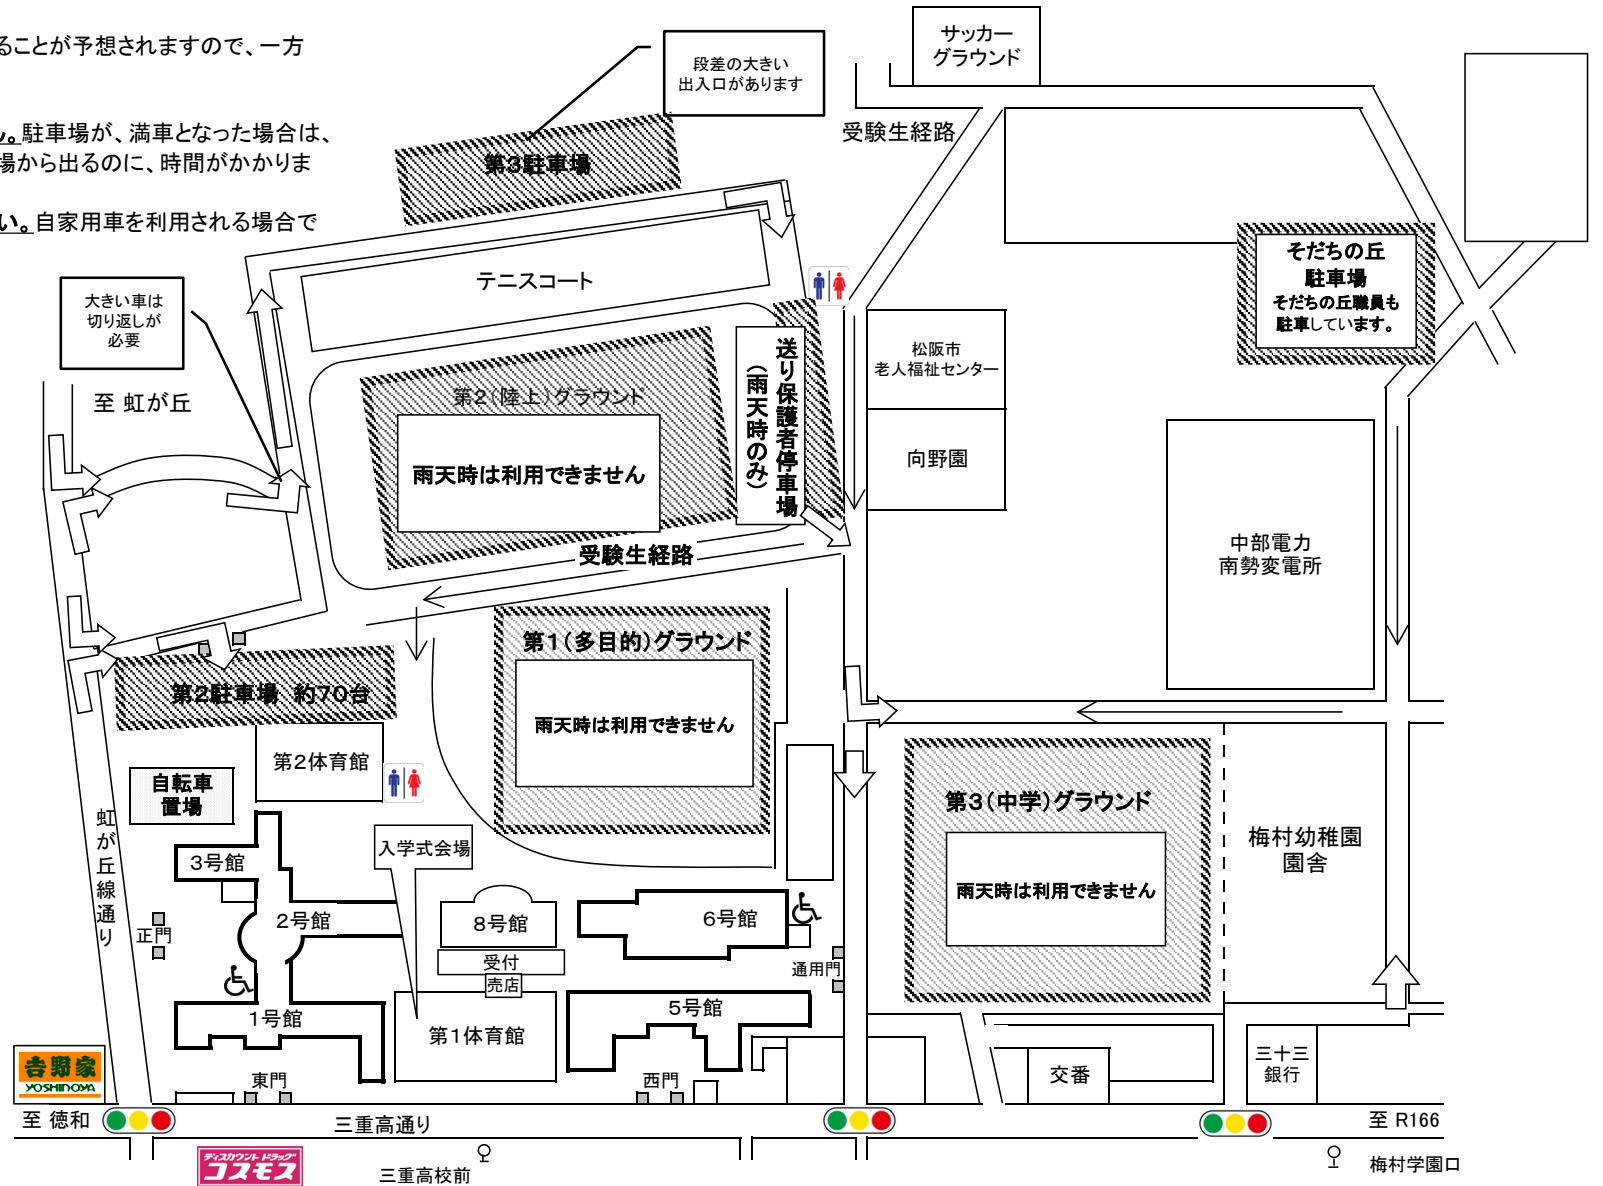 ることが予想されますので、一方
ん。駐車場が、満車となった場合は、
場から出るのに、時間がかかりま
い。自家用車を利用される場合で
段差の大きい
出入口があります
サッカー
グラウンド
受験生経路
第3駐車場
テニスコート
大きい車は
切り返しが
必要
至 虹が丘
第2(陸上)グラウンド
雨天時は利用できません
送り保護者停車場
(雨天時のみ)
松阪市
老人福祉センター
向野園
そだちの丘
駐車場
そだちの丘職員も
駐車しています。
中部電力
南勢変電所
受験生経路
第1(多目的)グラウンド
雨天時は利用できません
第2駐車場 約70台
第2体育館
自転車
置場
虹が丘線通り
入学式会場
3号館
2号館
正門
8号館
受付
売店
6号館
通用門
1号館
第1体育館
5号館
第3(中学)グラウンド
雨天時は利用できません
梅村幼稚園
園舎
吉野家
YOSHINOYA
東門
西門
交番
三十三
銀行
至 徳和
三重高通り
至 R166
ディスカウントドラッグ
コスモス
三重高校前
梅村学園口